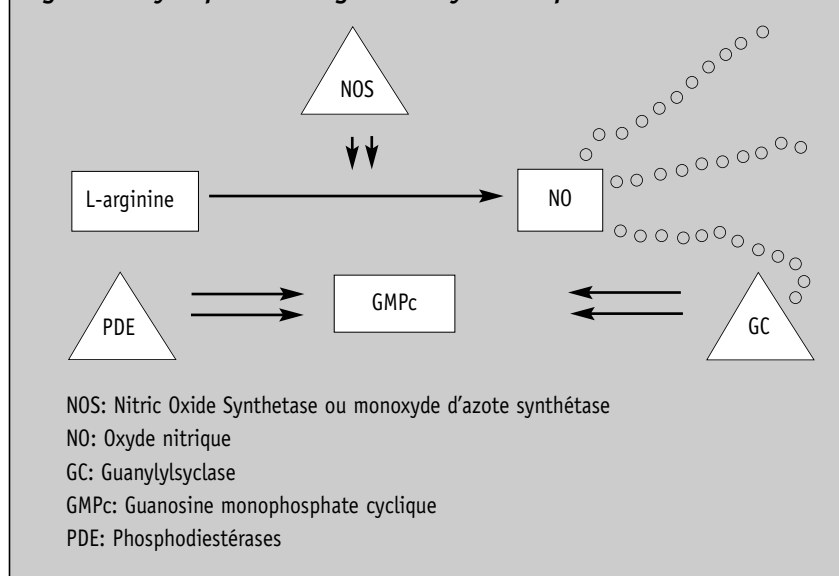 NOS
L-arginine
NO
PDE
GMPc
GC
NOS: Nitric Oxide Synthetase ou monoxyde d'azote synthétase
NO: Oxyde nitrique
GC: Guanylylsyclase
GMPc: Guanosine monophosphate cyclique
PDE: Phosphodiestérases